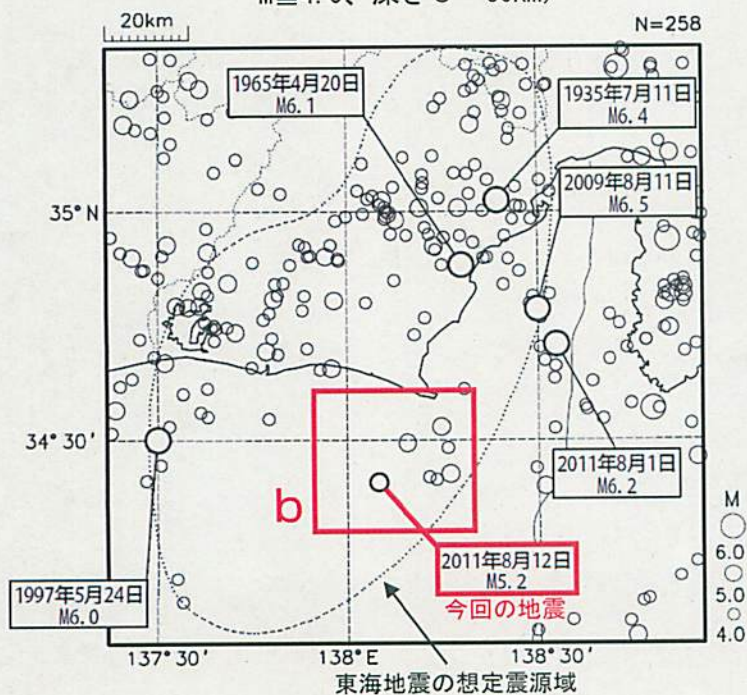 20km
N=258
1965年4月20日
M6.1
1935年7月11日
M6.4
2009年8月11日
M6.5
35°N
34°30'
2011年8月1日
M6.2
b
2011年8月12日
M5.2
今回の地震
1997年5月24日
M6.0
M
6.0
5.0
4.0
137°30'
138°E
138°30'
東海地震の想定震源域